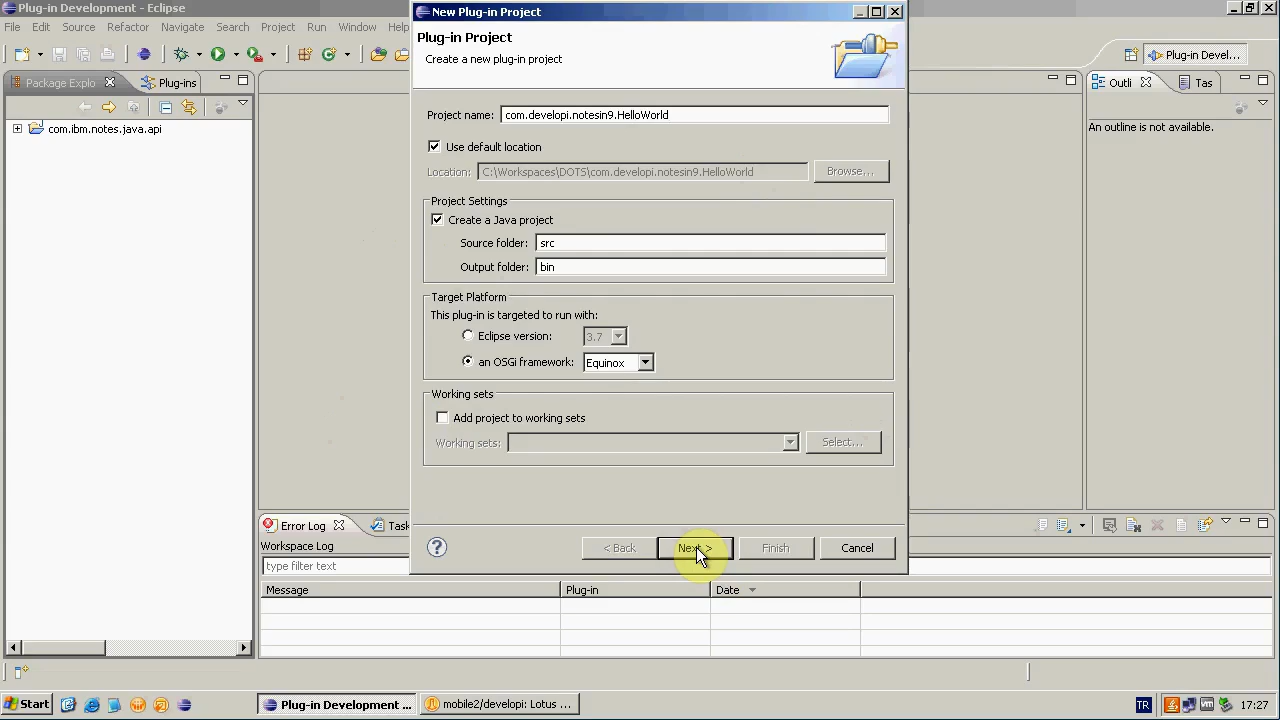 Plug-in Development - Eclipse
New Plug-in Project
File Edit Source Refactor
Plug-in Project
Create a new plug-in project
Navigate Search Project Run Window
Plug-in Devel...
Package Explo Plug-ins
Outli Tas
com.ibm.notes.java.api
An outline is not available.
Project name: com.developi.notesin9.HelloWorld
Use default location
Location: C:\Workspaces\DOTS\com.developi.notesin9.HelloWorld Browse...
Project Settings
Create a Java project
Source folder: src
Output folder: bin
Target Platform
This plug-in is targeted to run with:
Eclipse version: 3.7
an OSGi framework: Equinox
Working sets
Add project to working sets
Working sets: Select...
Error Log Task
Workspace Log
type filter text
< Back Next > Finish Cancel
Message Plug-in Date
Start Plug-in Development ... mobile2/developi: Lotus ... TR 17:27